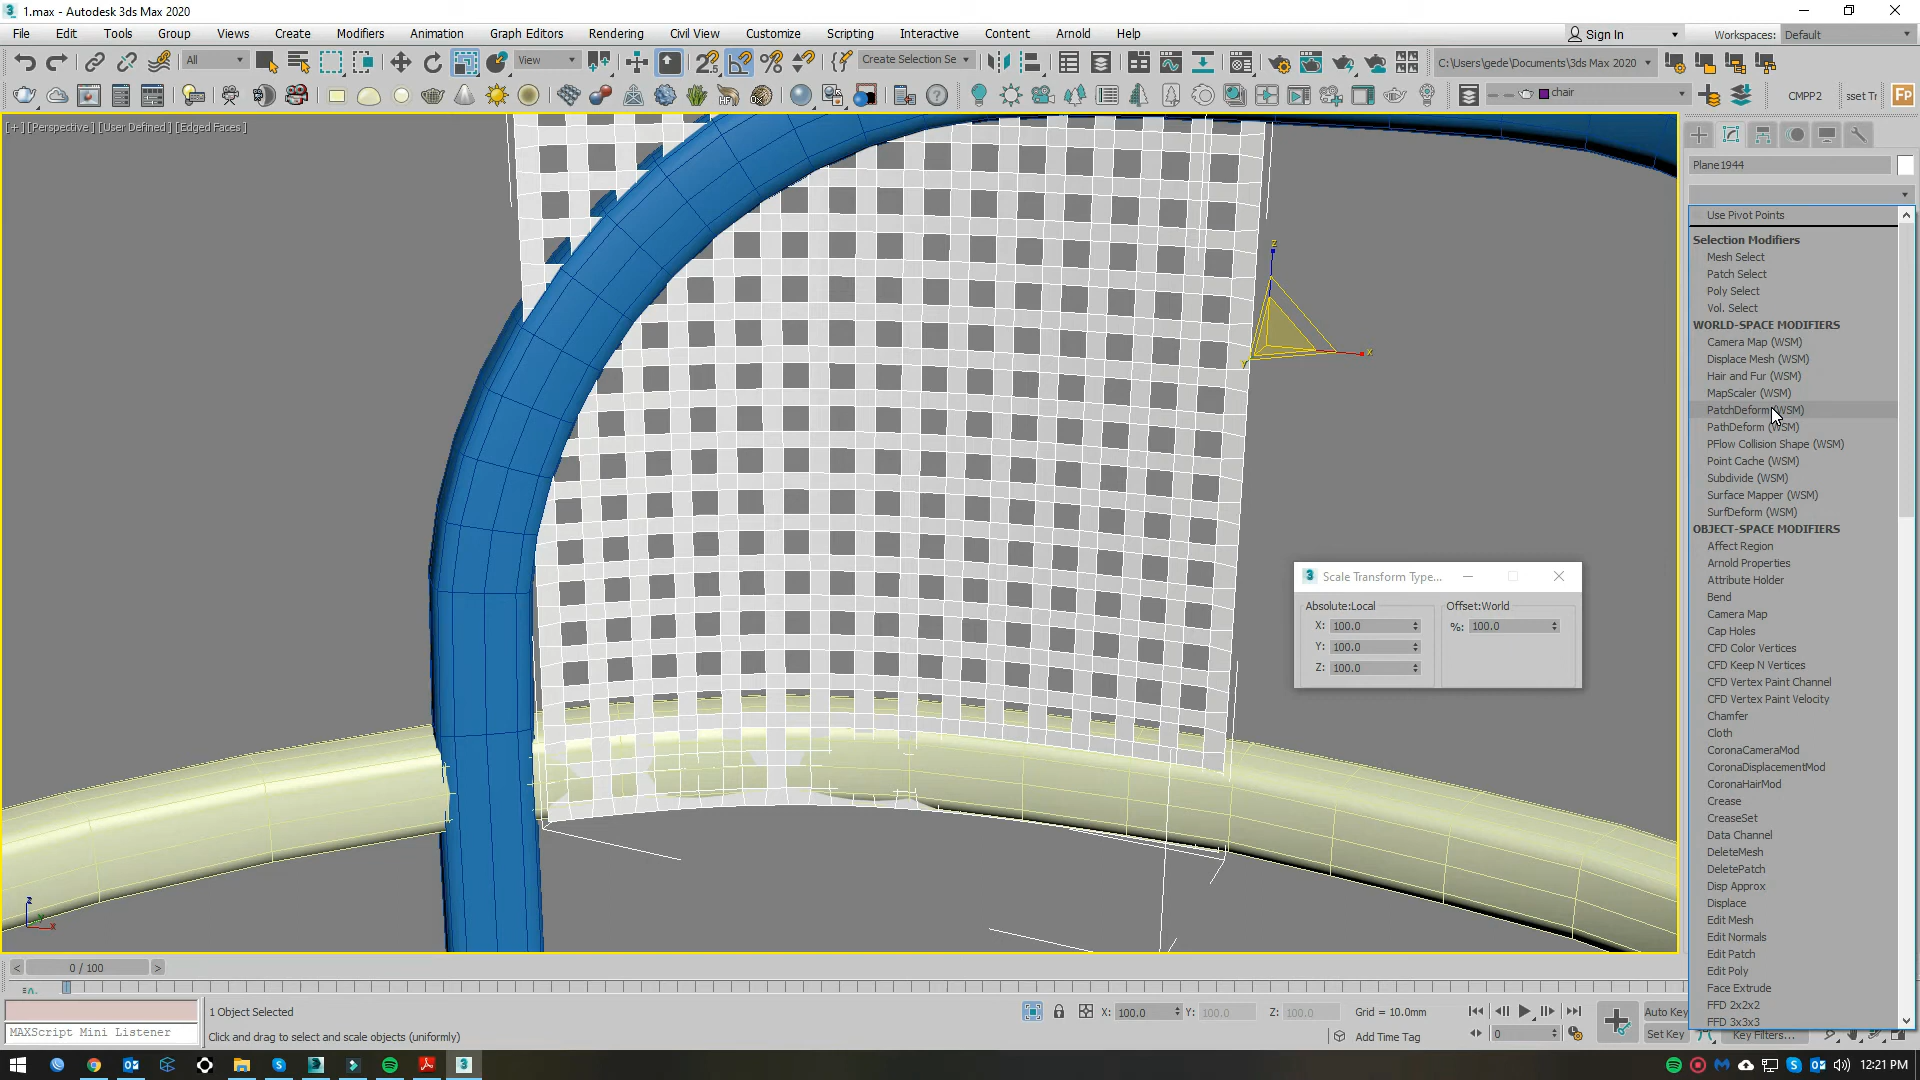 1.max - Autodesk 3ds Max 2020
File Edit Tools Group Views Create Modifiers Animation Graph Editors Rendering Civil View Customize Scripting Interactive Content Arnold Help Sign In Workspaces: Default
All View Create Selection Se C:\Users\gede\Documents\3ds Max 2020
chair CMPP2 sset Tr Fp
[ + ] [Perspective ] [User Defined ] [Edged Faces ]
Plane1944
Use Pivot Points
Selection Modifiers
Mesh Select
Patch Select
Poly Select
Vol. Select
WORLD-SPACE MODIFIERS
Camera Map (WSM)
Displace Mesh (WSM)
Hair and Fur (WSM)
MapScaler (WSM)
PatchDeform (WSM)
PathDeform (WSM)
PFlow Collision Shape (WSM)
Point Cache (WSM)
Subdivide (WSM)
Surface Mapper (WSM)
SurfDeform (WSM)
OBJECT-SPACE MODIFIERS
Affect Region
Arnold Properties
Attribute Holder
Bend
Camera Map
Cap Holes
CFD Color Vertices
CFD Keep N Vertices
CFD Vertex Paint Channel
CFD Vertex Paint Velocity
Chamfer
Cloth
CoronaCameraMod
CoronaDisplacementMod
CoronaHairMod
Crease
CreaseSet
Data Channel
DeleteMesh
DeletePatch
Disp Approx
Displace
Edit Mesh
Edit Normals
Edit Patch
Edit Poly
Face Extrude
FFD 2x2x2
FFD 3x3x3
z
x
Y
Scale Transform Type...
Absolute:Local Offset:World
X: 100.0 %: 100.0
Y: 100.0
Z: 100.0
z
x
< 0 / 100 >
1 Object Selected X: 100.0 Y: 100.0 Z: 100.0 Grid = 10.0mm Auto Key
MAXScript Mini Listener Click and drag to select and scale objects (uniformly) Add Time Tag 0 Set Key Key Filters...
12:21 PM